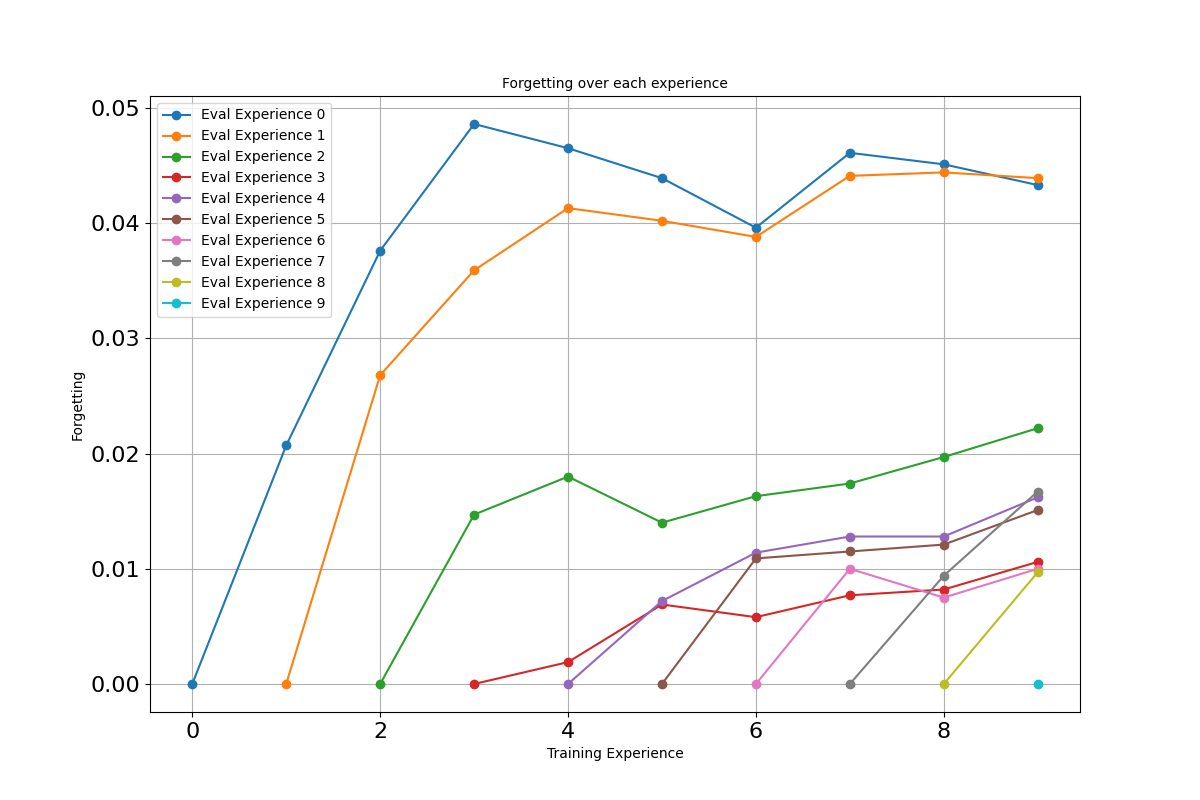 Forgetting over each experience
0.05
0.04
0.03
0.02
0.01
0.00
Forgetting
Eval Experience 0
Eval Experience 1
Eval Experience 2
Eval Experience 3
Eval Experience 4
Eval Experience 5
Eval Experience 6
Eval Experience 7
Eval Experience 8
Eval Experience 9
0 2 4 6 8
Training Experience